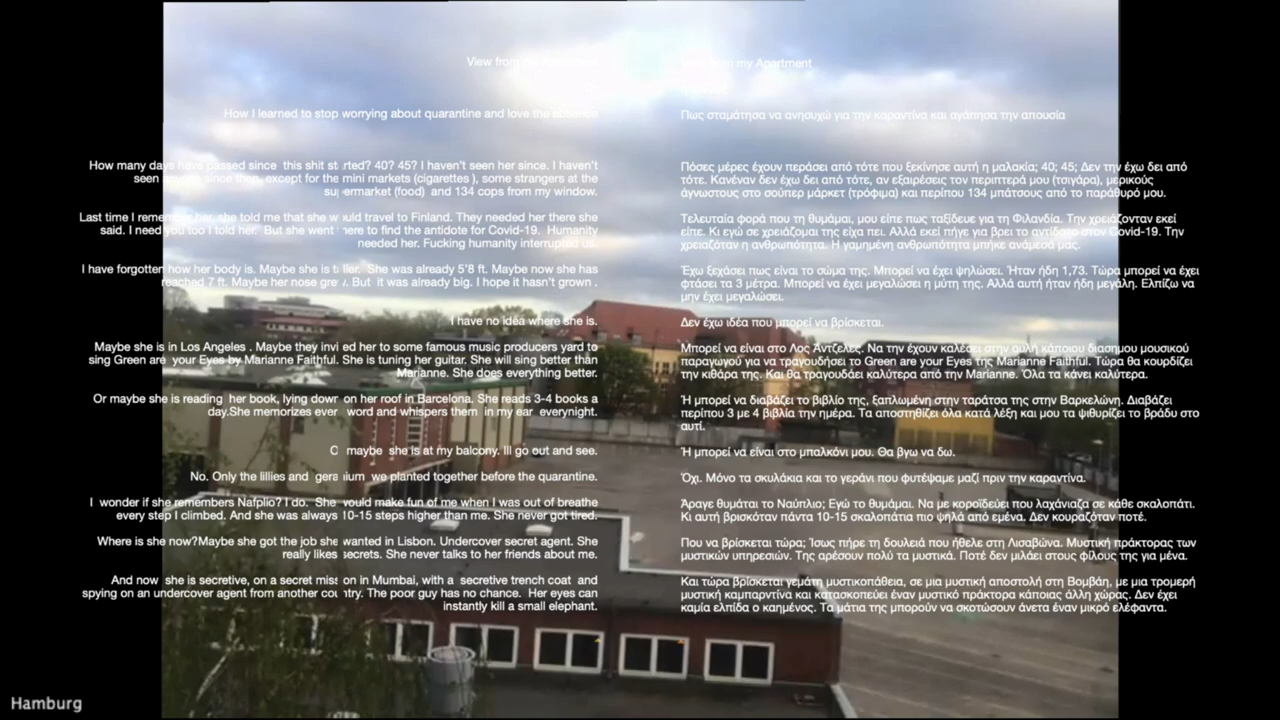 View from my Apartment
How I learned to stop worrying about quarantine and love the absence
How many days have passed since this shit started? 40? 45? I haven't seen her since. I haven't
seen anyone since then, except for the mini markets (cigarettes ), some strangers at the
supermarket (food) and 134 cops from my window.
Last time I remember her, she told me that she would travel to Finland. They needed her there she
said. I need you too I told her. But she went there to find the antidote for Covid-19. Humanity
needed her. Fucking humanity interrupted us.
I have forgotten how her body is. Maybe she is taller. She was already 5'8 ft. Maybe now she has
reached 7 ft. Maybe her nose grew. But it was already big. I hope it hasn't grown .
I have no idea where she is.
Maybe she is in Los Angeles . Maybe they invited her to some famous music producers yard to
sing Green are your Eyes by Marianne Faithful. She is tuning her guitar. She will sing better than
Marianne. She does everything better.
Or maybe she is reading her book, lying down on her roof in Barcelona. She reads 3-4 books a
day.She memorizes every word and whispers them in my ear everynight.
Or maybe she is at my balcony. Ill go out and see.
No. Only the lillies and geranium we planted together before the quarantine.
I wonder if she remembers Nafplio? I do. She would make fun of me when I was out of breathe
every step I climbed. And she was always 10-15 steps higher than me. She never got tired.
Where is she now?Maybe she got the job she wanted in Lisbon. Undercover secret agent. She
really likes secrets. She never talks to her friends about me.
And now she is secretive, on a secret mission in Mumbai, with a secretive trench coat and
spying on an undercover agent from another country. The poor guy has no chance. Her eyes can
instantly kill a small elephant.
View from my Apartment
Πως σταμάτησα να ανησυχώ για την καραντίνα και αγάπησα την απουσία
Πόσες μέρες έχουν περάσει από τότε που ξεκίνησε αυτή η μαλακία; 40; 45; Δεν την έχω δει από
τότε. Κανέναν δεν έχω δει από τότε, αν εξαιρέσεις τον περιπτερά μου (τσιγάρα), μερικούς
άγνωστους στο σούπερ μάρκετ (τρόφιμα) και περίπου 134 μπάτσους από το παράθυρό μου.
Τελευταία φορά που τη θυμάμαι, μου είπε πως ταξίδευε για τη Φιλανδία. Την χρειάζονταν εκεί
είπε. Κι εγώ σε χρειάζομαι της είχα πει. Αλλά εκεί πήγε για βρει το αντίδοτο στον Covid-19. Την
χρειαζόταν η ανθρωπότητα. Η γαμημένη ανθρωπότητα μπήκε ανάμεσά μας.
Έχω ξεχάσει πως είναι το σώμα της. Μπορεί να έχει ψηλώσει. Ήταν ήδη 1,73. Τώρα μπορεί να έχει
φτάσει τα 3 μέτρα. Μπορεί να έχει μεγαλώσει η μύτη της. Αλλά αυτή ήταν ήδη μεγάλη. Ελπίζω να
μην έχει μεγαλώσει.
Δεν έχω ιδέα που μπορεί να βρίσκεται.
Μπορεί να είναι στο Λος Άντζελες. Να την έχουν καλέσει στην αυλή κάποιου διάσημου μουσικού
παραγωγού για να τραγουδήσει το Green are your Eyes της Marianne Faithful. Τώρα θα κουρδίζει
την κιθάρα της. Και θα τραγουδάει καλύτερα από την Marianne. Όλα τα κάνει καλύτερα.
Ή μπορεί να διαβάζει το βιβλίο της, ξαπλωμένη στην ταράτσα της στην Βαρκελώνη. Διαβάζει
περίπου 3 με 4 βιβλία την ημέρα. Τα αποστηθίζει όλα κατά λέξη και μου τα ψιθυρίζει το βράδυ στο
αυτί.
Ή μπορεί να είναι στο μπαλκόνι μου. Θα βγω να δω.
Όχι. Μόνο τα σκυλάκια και το γεράνι που φυτέψαμε μαζί πριν την καραντίνα.
Άραγε θυμάται το Ναύπλιο; Εγώ το θυμάμαι. Να με κοροϊδεύει που λαχάνιαζα σε κάθε σκαλοπάτι.
Κι αυτή βρισκόταν πάντα 10-15 σκαλοπάτια πιο ψηλά από εμένα. Δεν κουραζόταν ποτέ.
Που να βρίσκεται τώρα; Ίσως πήρε τη δουλειά που ήθελε στη Λισαβώνα. Μυστική πράκτορας των
μυστικών υπηρεσιών. Της αρέσουν πολύ τα μυστικά. Ποτέ δεν μιλάει στους φίλους της για μένα.
Και τώρα βρίσκεται γεμάτη μυστικοπάθεια, σε μια μυστική αποστολή στη Βομβάη, με μια τρομερή
μυστική καμπαρντίνα και κατασκοπεύει έναν μυστικό πράκτορα κάποιας άλλη χώρας. Δεν έχει
καμία ελπίδα ο καημένος. Τα μάτια της μπορούν να σκοτώσουν άνετα έναν μικρό ελέφαντα.
Hamburg